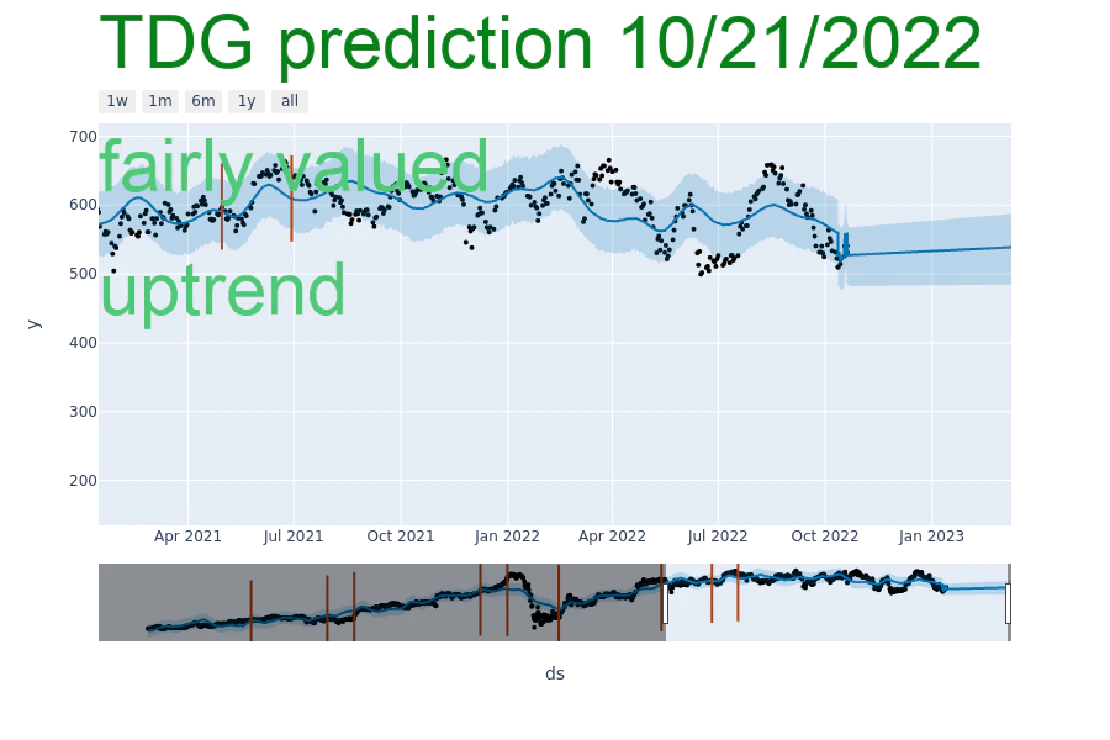 TDG prediction 10/21/2022
1w 1m 6m 1y all
700
fairly valued
600
500
uptrend
y
400
300
200
Apr 2021 Jul 2021 Oct 2021 Jan 2022 Apr 2022 Jul 2022 Oct 2022 Jan 2023
ds